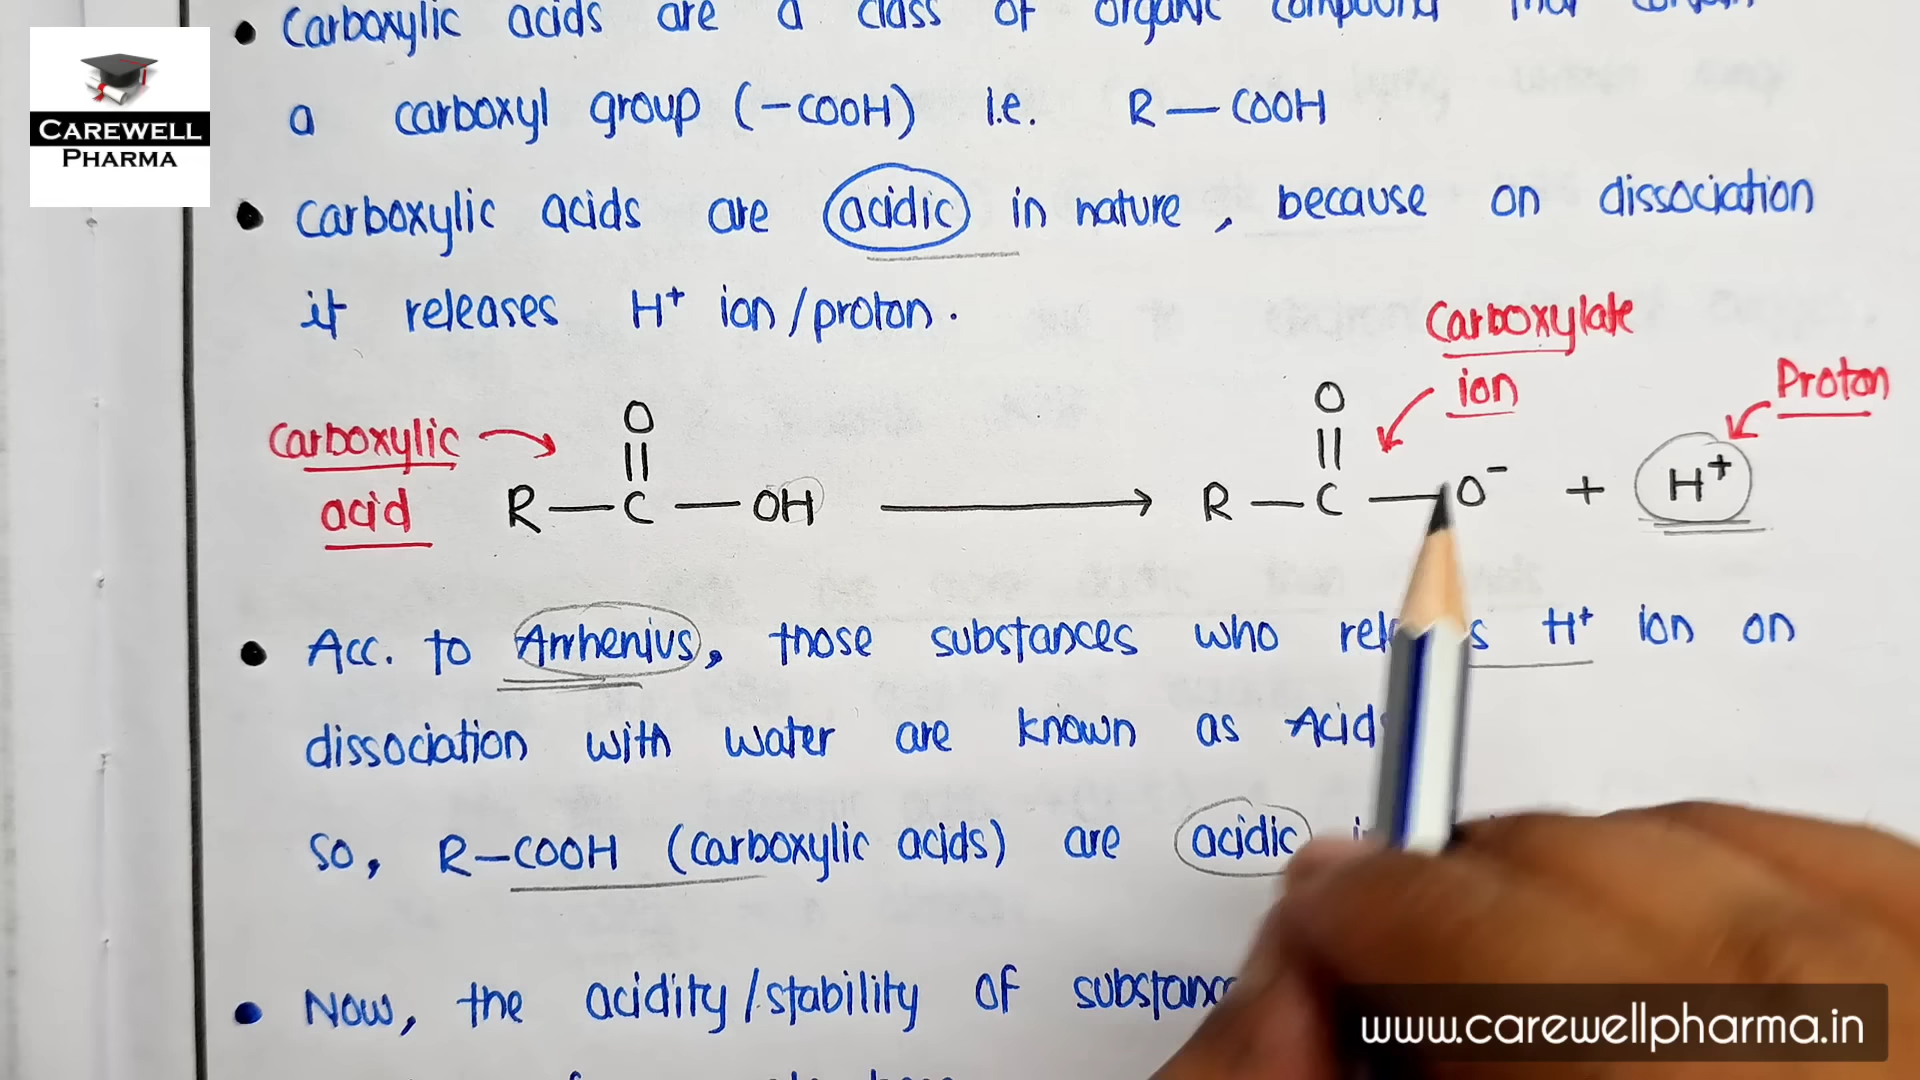 CAREWELL
PHARMA
• Carboxylic acids are a class of organic compound that contain
a carboxyl group (-COOH) i.e. R — COOH
• Carboxylic acids are acidic in nature, because on dissociation
it releases H⁺ ion/proton.
Carboxylate
ion
Proton
Carboxylic
acid
O
||
R — C — OH ⟶
O
||
R — C — O⁻ + H⁺
• Acc. to Arrhenius, those substances who H⁺ ion on
dissociation with water are known as
So, R-COOH (carboxylic acids) are acidic
• Now, the acidity/stability of
www.carewellpharma.in